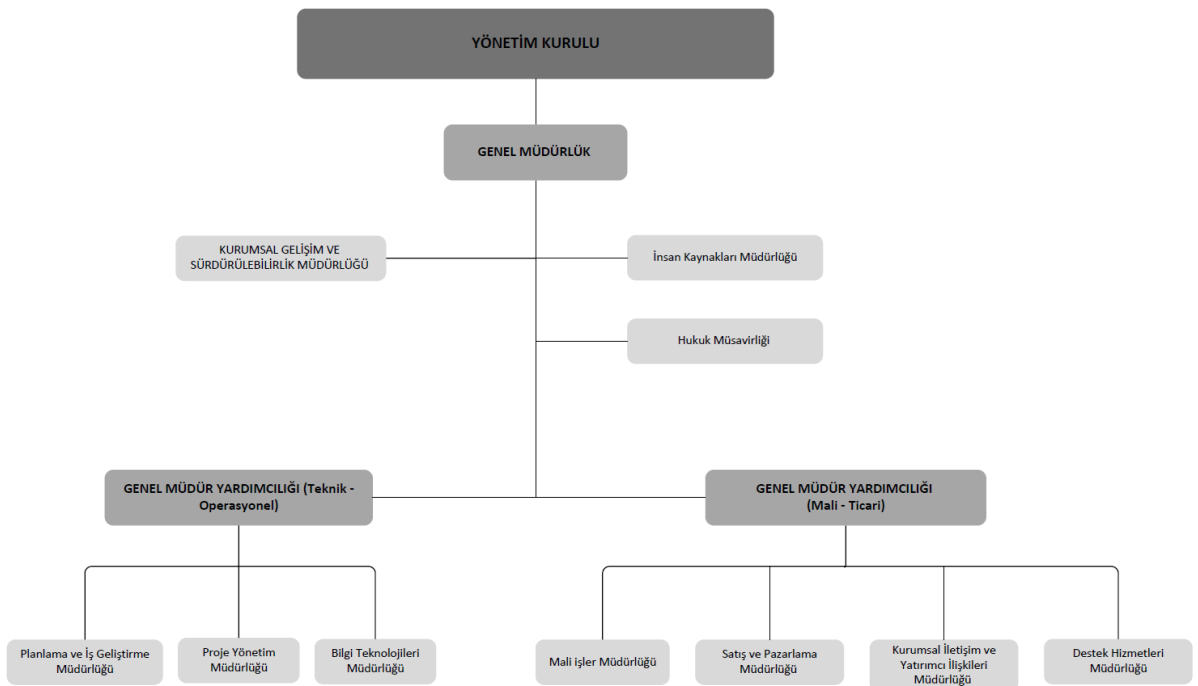 YÖNETİM KURULU
GENEL MÜDÜRLÜK
KURUMSAL GELİŞİM VE
SÜRDÜRÜLEBİLİRLİK MÜDÜRLÜĞÜ
İnsan Kaynakları Müdürlüğü
Hukuk Müsavirliği
GENEL MÜDÜR YARDIMCILIĞI (Teknik -
Operasyonel)
GENEL MÜDÜR YARDIMCILIĞI
(Mali - Ticari)
Planlama ve İş Geliştirme
Müdürlüğü
Proje Yönetim
Müdürlüğü
Bilgi Teknolojileri
Müdürlüğü
Mali işler Müdürlüğü
Satış ve Pazarlama
Müdürlüğü
Kurumsal İletişim ve
Yatırımcı İlişkileri
Müdürlüğü
Destek Hizmetleri
Müdürlüğü